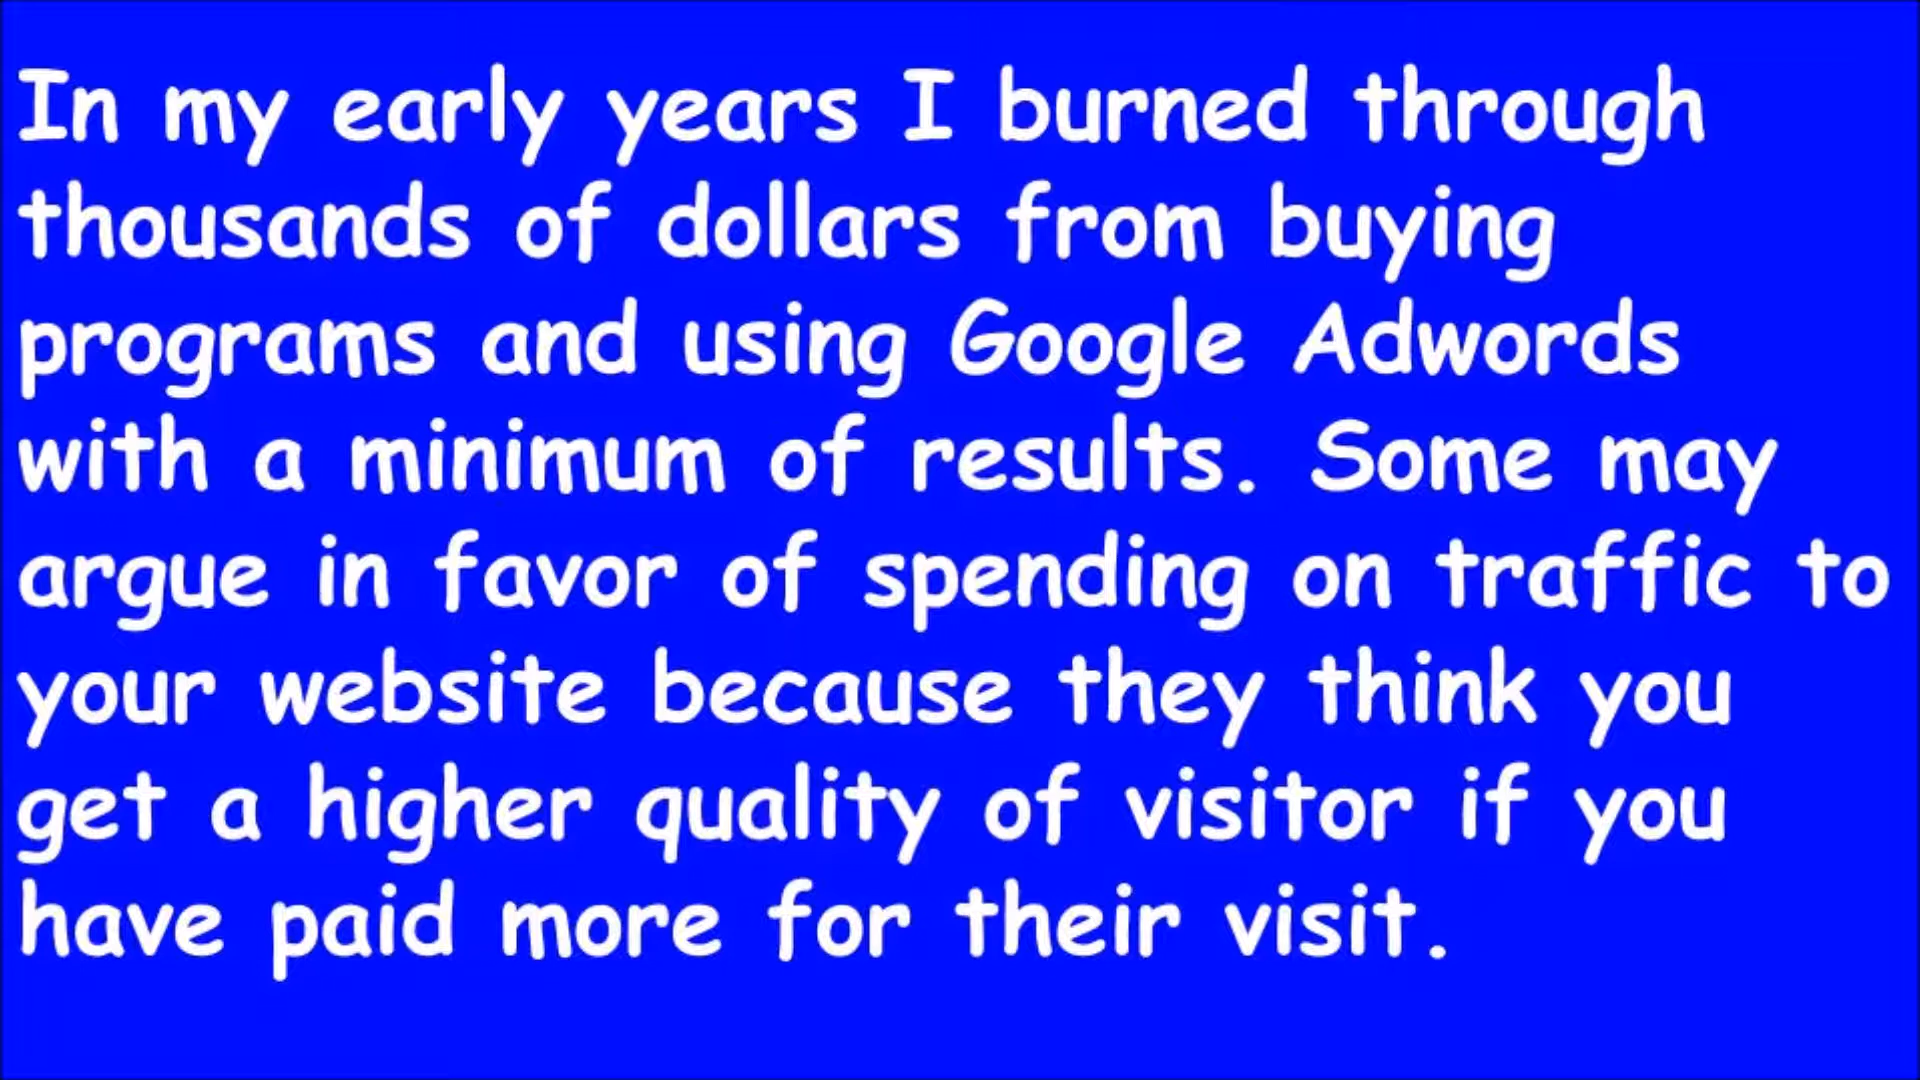 In my early years I burned through
thousands of dollars from buying
programs and using Google Adwords
with a minimum of results. Some may
argue in favor of spending on traffic to
your website because they think you
get a higher quality of visitor if you
have paid more for their visit.